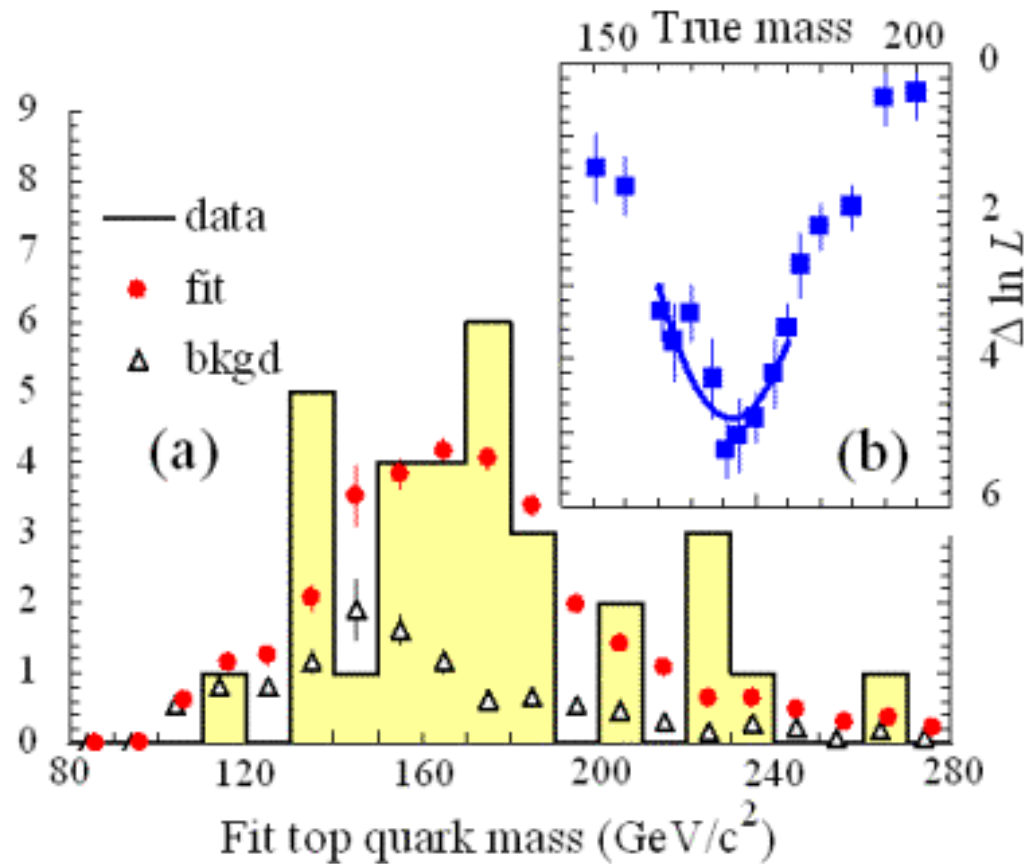 150 True mass 200
0
2
4
6
Δ ln L
(b)
9
8
7
6
5
4
3
2
1
0
data
fit
bkgd
(a)
80 120 160 200 240 280
Fit top quark mass (GeV/c²)